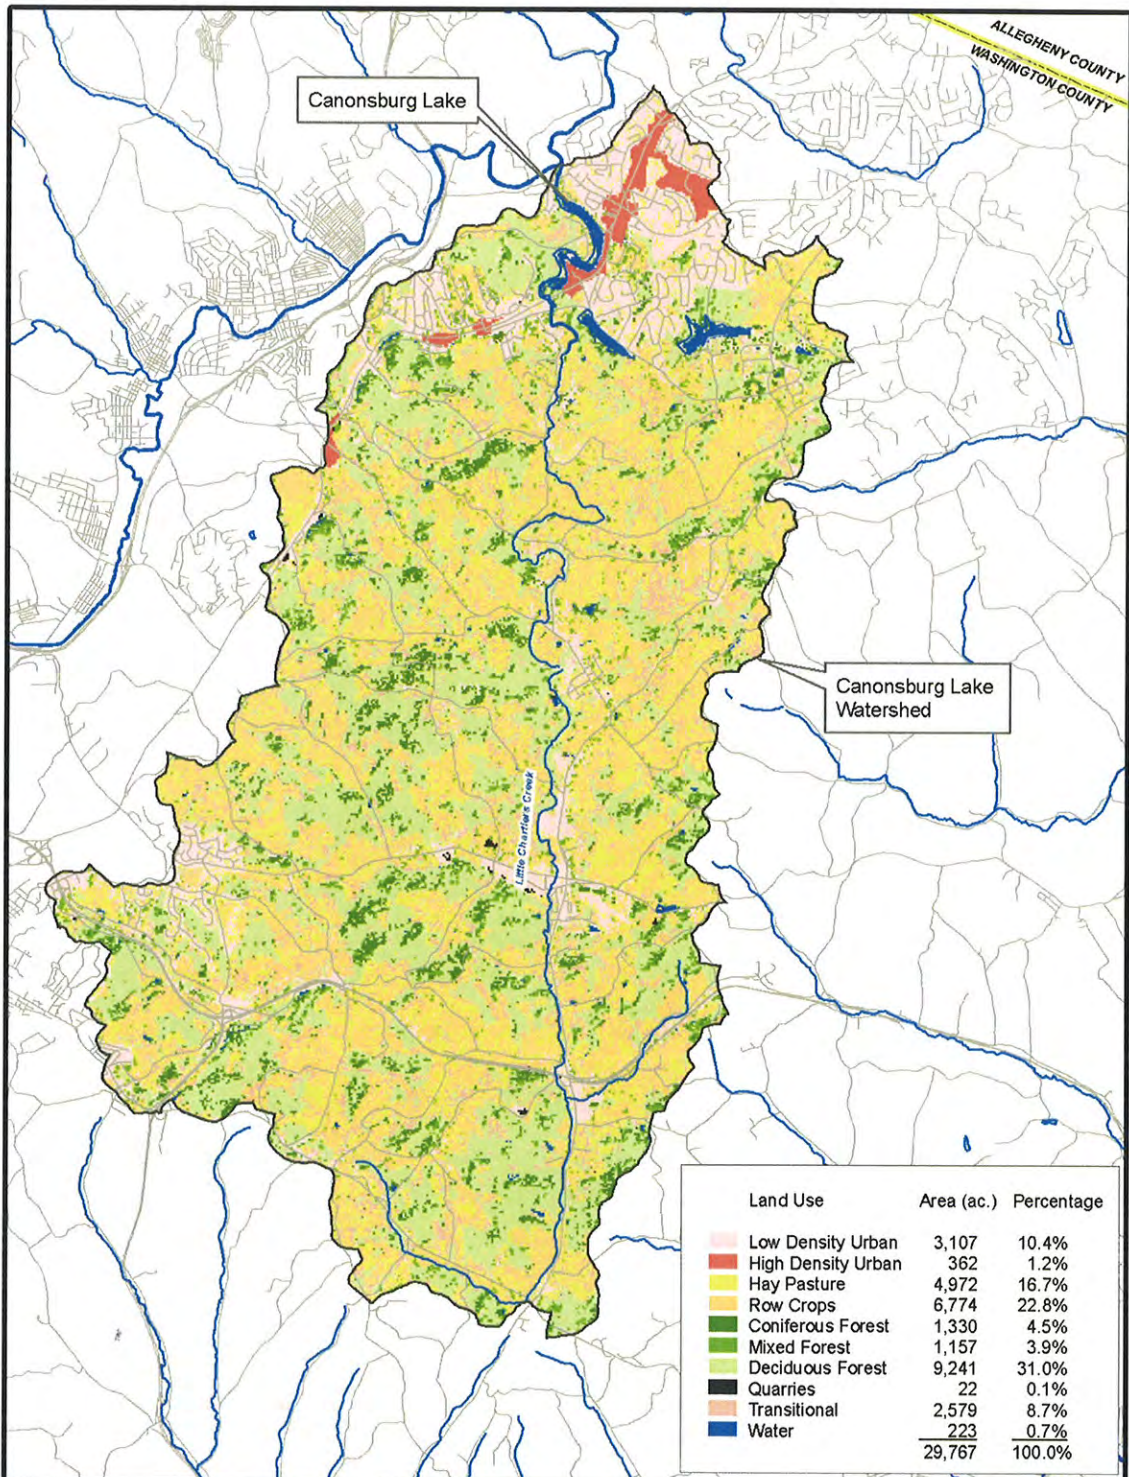 ALLEGHENY COUNTY
WASHINGTON COUNTY
Canonsburg Lake
Canonsburg Lake
Watershed
Little Chartiers Creek
Land Use Area (ac.) Percentage
Low Density Urban 3,107 10.4%
High Density Urban 362 1.2%
Hay Pasture 4,972 16.7%
Row Crops 6,774 22.8%
Coniferous Forest 1,330 4.5%
Mixed Forest 1,157 3.9%
Deciduous Forest 9,241 31.0%
Quarries 22 0.1%
Transitional 2,579 8.7%
Water 223 0.7%
29,767 100.0%